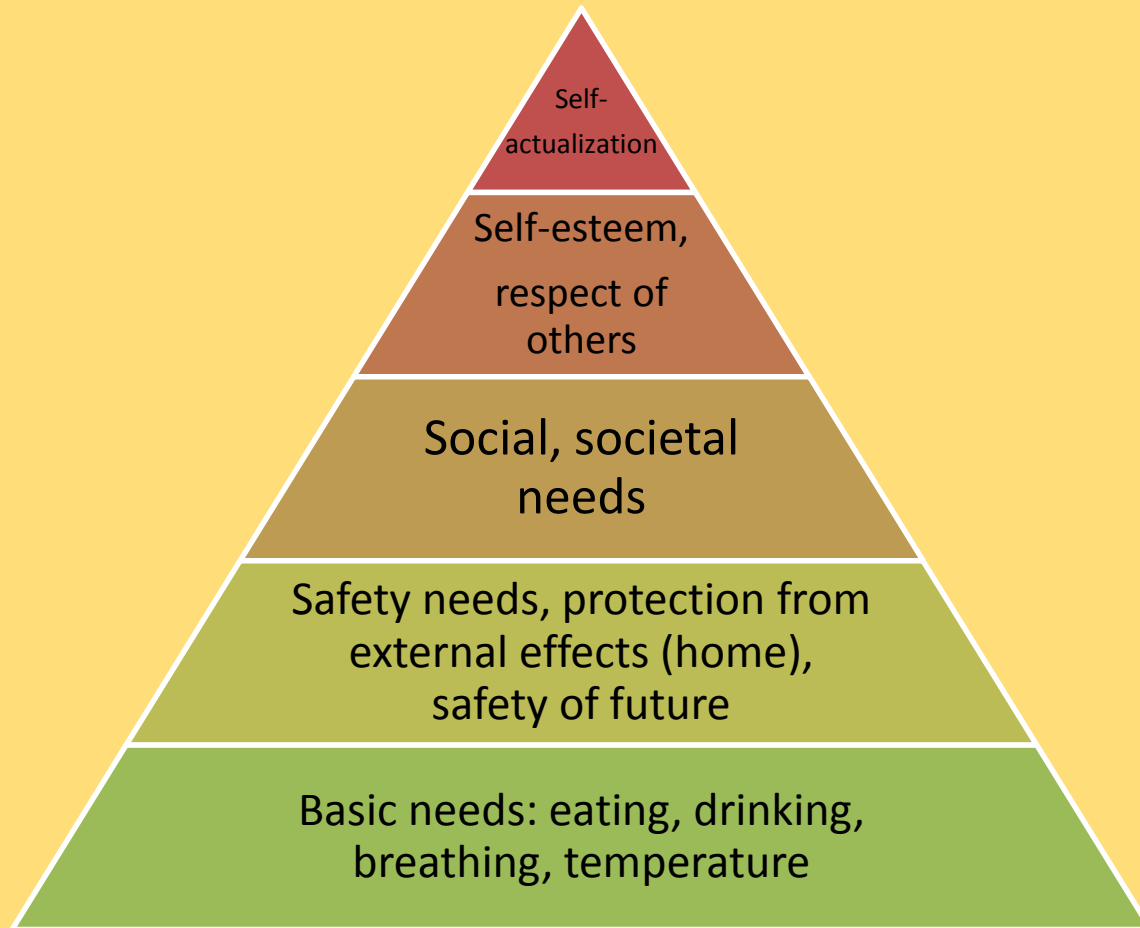 Self-
actualization
Self-esteem,
respect of
others
Social, societal
needs
Safety needs, protection from
external effects (home),
safety of future
Basic needs: eating, drinking,
breathing, temperature